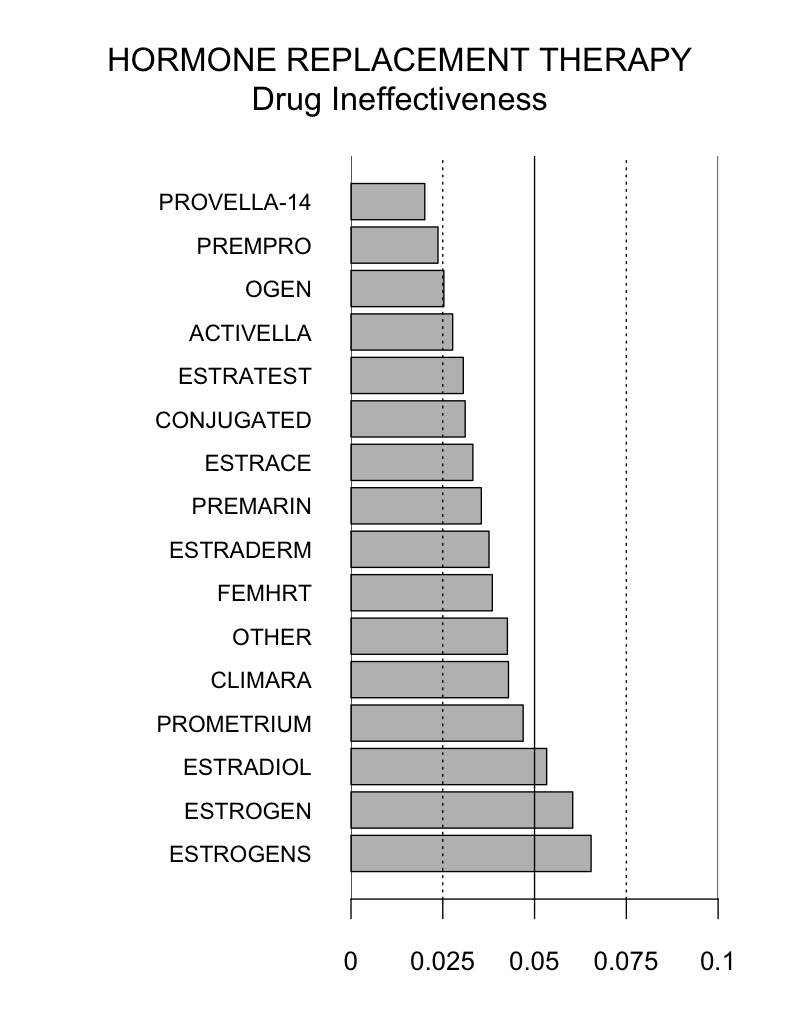 HORMONE REPLACEMENT THERAPY
Drug Ineffectiveness
PROVELLA-14
PREMPRO
OGEN
ACTIVELLA
ESTRATEST
CONJUGATED
ESTRACE
PREMARIN
ESTRADERM
FEMHRT
OTHER
CLIMARA
PROMETRIUM
ESTRADIOL
ESTROGEN
ESTROGENS
0 0.025 0.05 0.075 0.1